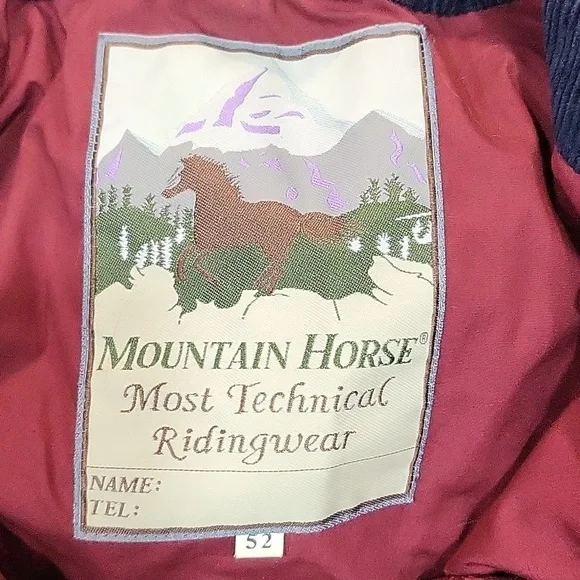 MOUNTAIN HORSE®
Most Technical
Ridingwear
NAME:
TEL:
52